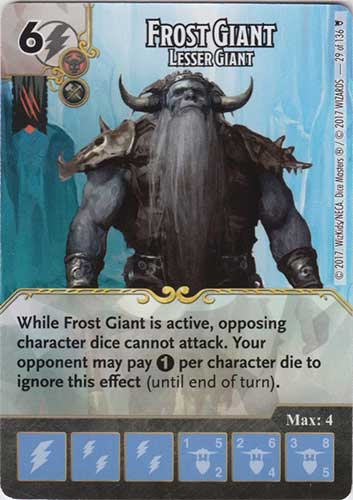 6
FROST GIANT
LESSER GIANT
29 of 136
© 2017 WizKids/NECA. Dice Masters ® / © 2017 WIZARDS
While Frost Giant is active, opposing
character dice cannot attack. Your
opponent may pay 1 per character die to
ignore this effect (until end of turn).
Max: 4
1 5 2
2 6 4
3 8 5